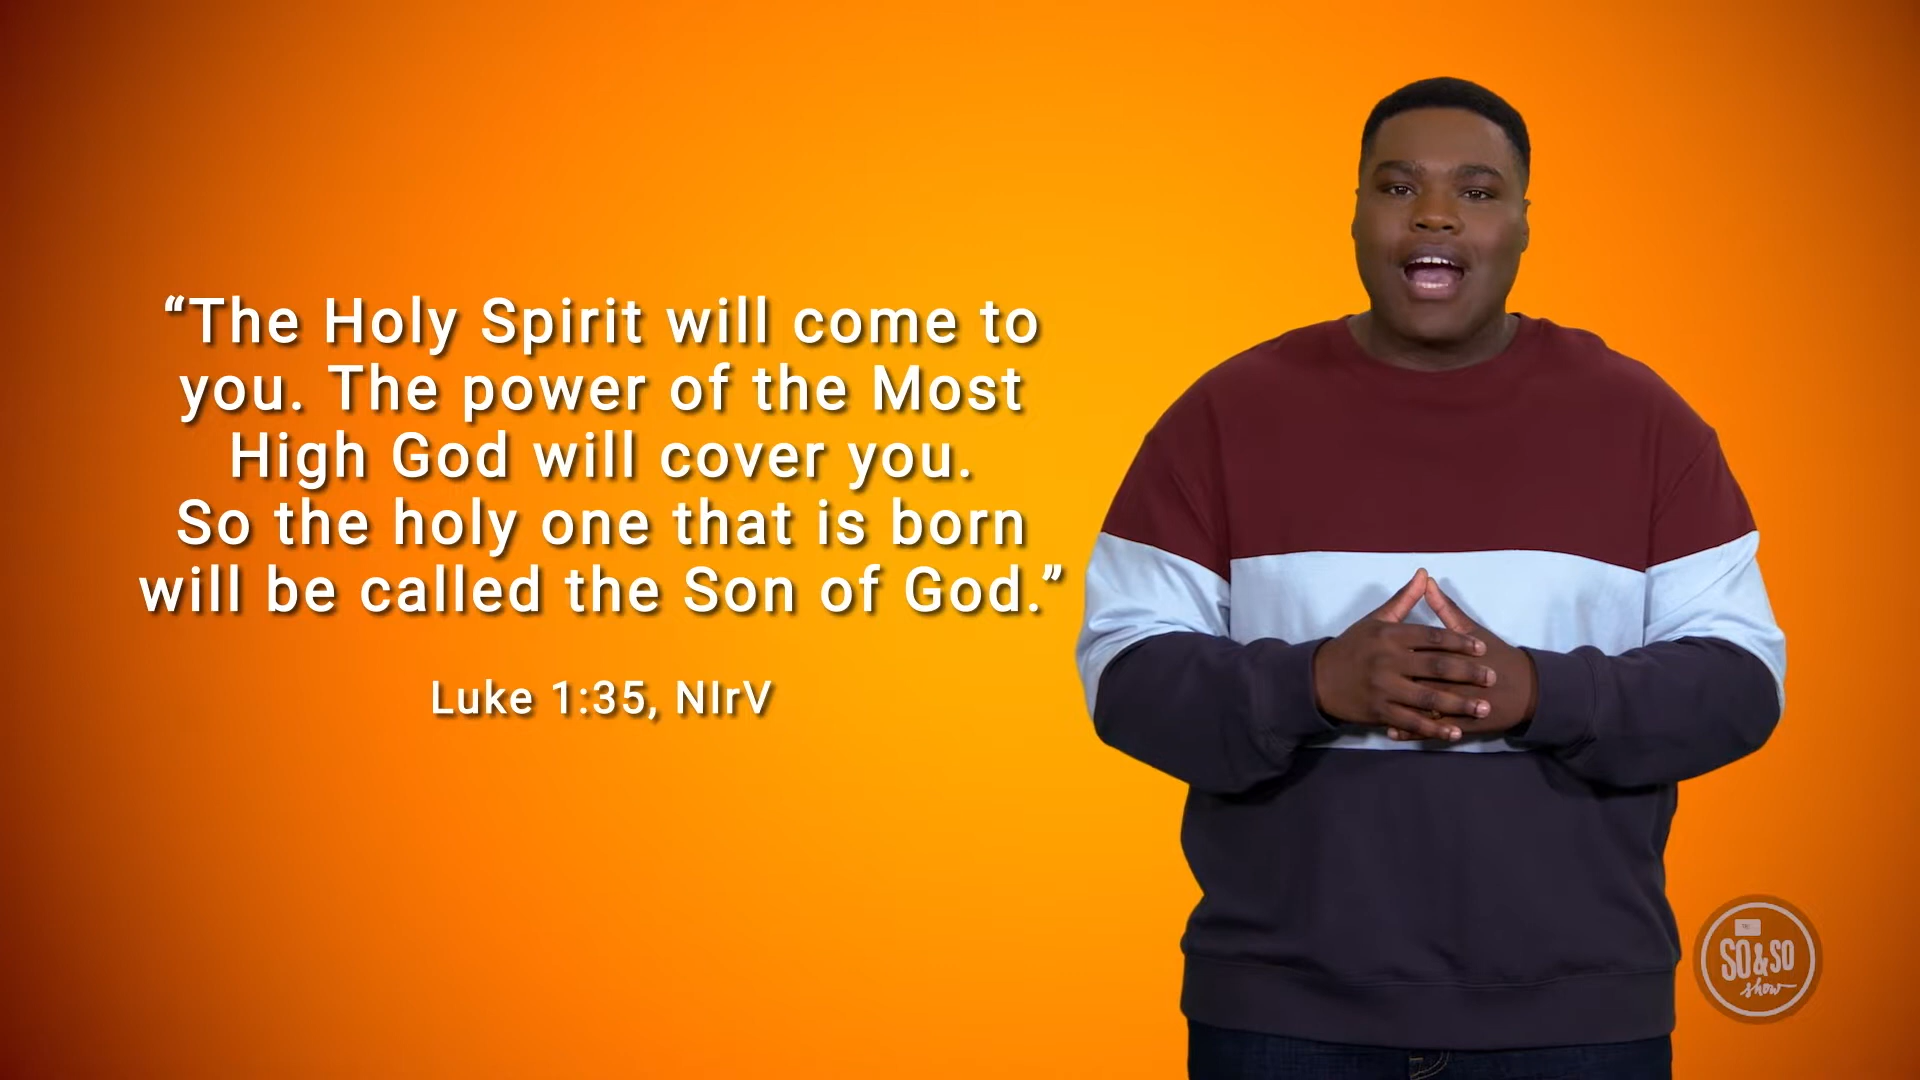 “The Holy Spirit will come to
you. The power of the Most
High God will cover you.
So the holy one that is born
will be called the Son of God.”
Luke 1:35, NIrV
SO & SO
show